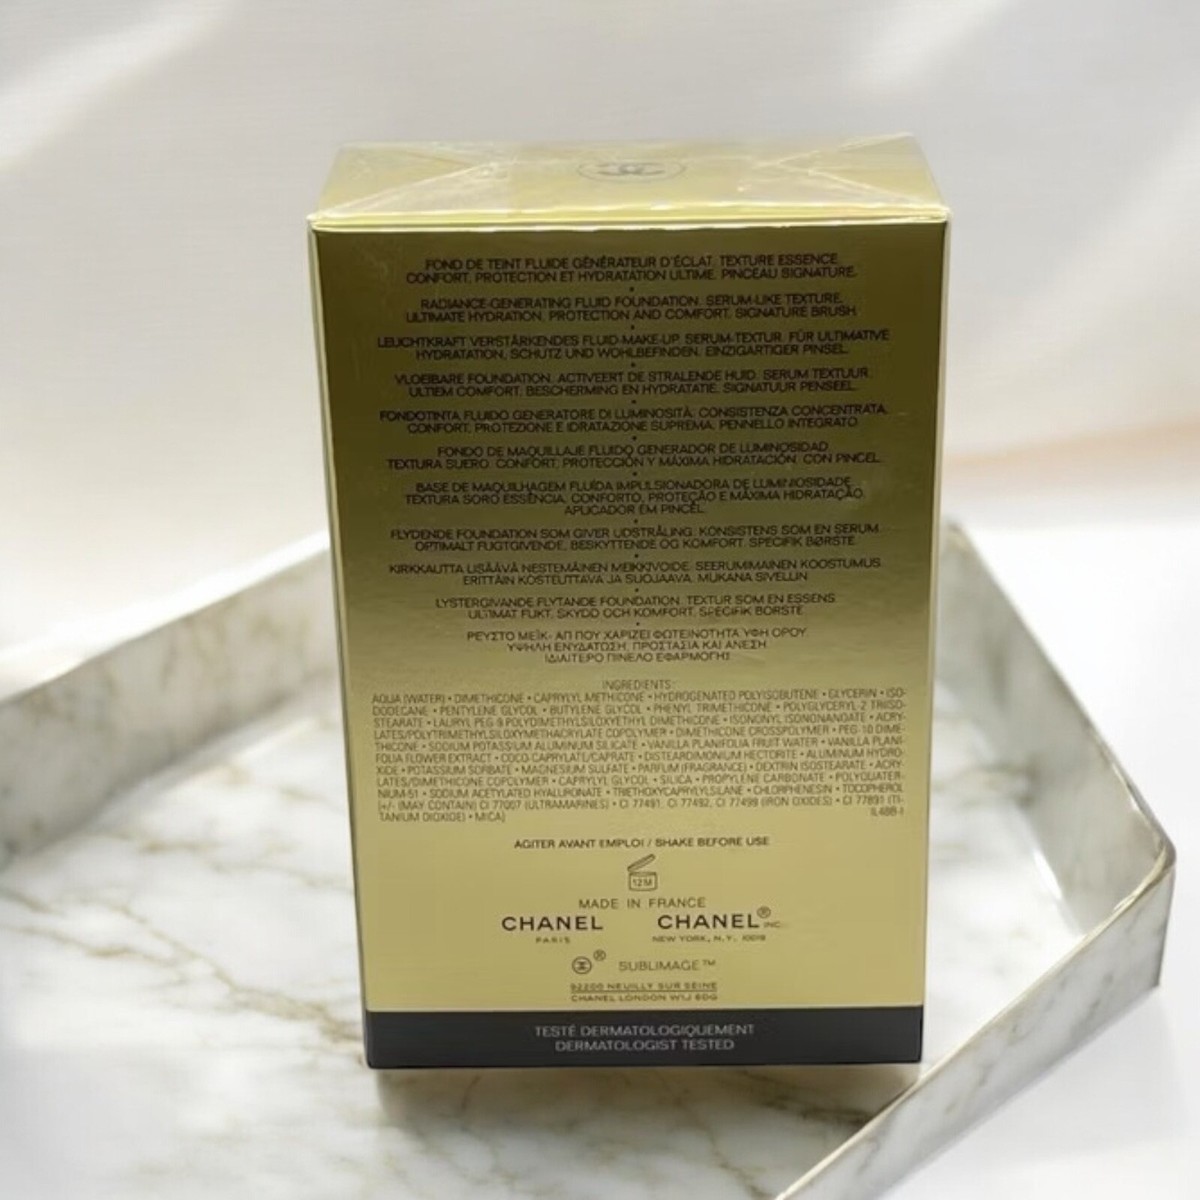 FOND DE TEINT FLUIDE GÉNÉRATEUR D'ÉCLAT. TEXTURE ESSENCE.
CONFORT, PROTECTION ET HYDRATATION ULTIME. PINCEAU SIGNATURE.
•
RADIANCE-GENERATING FLUID FOUNDATION. SERUM-LIKE TEXTURE.
ULTIMATE HYDRATION, PROTECTION AND COMFORT. SIGNATURE BRUSH.
•
LEUCHTKRAFT VERSTÄRKENDES FLUID-MAKE-UP. SERUM-TEXTUR. FÜR ULTIMATIVE
HYDRATATION, SCHUTZ UND WOHLBEFINDEN. EINZIGARTIGER PINSEL.
•
VLOEIBARE FOUNDATION. ACTIVEERT DE STRALENDE HUID. SERUM TEXTUUR.
ULTIEM COMFORT, BESCHERMING EN HYDRATATIE. SIGNATUUR PENSEEL.
•
FONDOTINTA FLUIDO GENERATORE DI LUMINOSITÀ. CONSISTENZA CONCENTRATA.
COMFORT, PROTEZIONE E IDRATAZIONE SUPREMA. PENNELLO INTEGRATO.
•
FONDO DE MAQUILLAJE FLUIDO GENERADOR DE LUMINOSIDAD.
TEXTURA SUERO. CONFORT, PROTECCIÓN Y MÁXIMA HIDRATACIÓN. CON PINCEL.
•
BASE DE MAQUILHAGEM FLUÍDA IMPULSIONADORA DE LUMINOSIDADE.
TEXTURA SORO ESSÊNCIA. CONFORTO, PROTEÇÃO E MÁXIMA HIDRATAÇÃO.
APLICADOR EM PINCEL.
•
FLYDENDE FOUNDATION SOM GIVER UDSTRÅLING. KONSISTENS SOM EN SERUM.
OPTIMALT FUGTGIVENDE, BESKYTTENDE OG KOMFORT. SPECIFIK BØRSTE.
•
KIRKKAUTTA LISÄÄVÄ NESTEMÄINEN MEIKKIVOIDE. SEERUMIMAINEN KOOSTUMUS.
ERITTÄIN KOSTEUTTAVA JA SUOJAAVA. MUKANA SIVELLIN.
•
LYSTERGIVANDE FLYTANDE FOUNDATION. TEXTUR SOM EN ESSENS.
ULTIMAT FUKT, SKYDD OCH KOMFORT. SPECIFIK BORSTE.
•
ΡΕΥΣΤΟ ΜΕΪΚ- ΑΠ ΠΟΥ ΧΑΡΙΖΕΙ ΦΩΤΕΙΝΟΤΗΤΑ. ΥΦΗ ΟΡΟΥ.
ΥΨΗΛΗ ΕΝΥΔΑΤΩΣΗ, ΠΡΟΣΤΑΣΙΑ ΚΑΙ ΑΝΕΣΗ.
ΙΔΙΑΙΤΕΡΟ ΠΙΝΕΛΟ ΕΦΑΡΜΟΓΗΣ.
INGREDIENTS:
AQUA (WATER) • DIMETHICONE • CAPRYLYL METHICONE • HYDROGENATED POLYISOBUTENE • GLYCERIN • ISO-
DODECANE • PENTYLENE GLYCOL • BUTYLENE GLYCOL • PHENYL TRIMETHICONE • POLYGLYCERYL-2 TRIISO-
STEARATE • LAURYL PEG-9 POLYDIMETHYLSILOXYETHYL DIMETHICONE • ISONONYL ISONONANOATE • ACRY-
LATES/POLYTRIMETHYLSILOXYMETHACRYLATE COPOLYMER • DIMETHICONE CROSSPOLYMER • PEG-10 DIME-
THICONE • SODIUM POTASSIUM ALUMINUM SILICATE • VANILLA PLANIFOLIA FRUIT WATER • VANILLA PLANI-
FOLIA FLOWER EXTRACT • COCO-CAPRYLATE/CAPRATE • DISTEARDIMONIUM HECTORITE • ALUMINUM HYDRO-
XIDE • POTASSIUM SORBATE • MAGNESIUM SULFATE • PARFUM (FRAGRANCE) • DEXTRIN ISOSTEARATE • ACRY-
LATES/DIMETHICONE COPOLYMER • CAPRYLYL GLYCOL • SILICA • PROPYLENE CARBONATE • POLYQUATER-
NIUM-51 • SODIUM ACETYLATED HYALURONATE • TRIETHOXYCAPRYLYLSILANE • CHLORPHENESIN • TOCOPHEROL
[+/- (MAY CONTAIN) CI 77007 (ULTRAMARINES) • CI 77491, CI 77492, CI 77499 (IRON OXIDES) • CI 77891 (TI-
TANIUM DIOXIDE) • MICA] IL48B-1
AGITER AVANT EMPLOI / SHAKE BEFORE USE
12M
MADE IN FRANCE
CHANEL CHANEL® INC.
PARIS NEW YORK, N.Y. 10019
® SUBLIMAGE™
92200 NEUILLY SUR SEINE
CHANEL LONDON W1J 6DG
TESTÉ DERMATOLOGIQUEMENT
DERMATOLOGIST TESTED